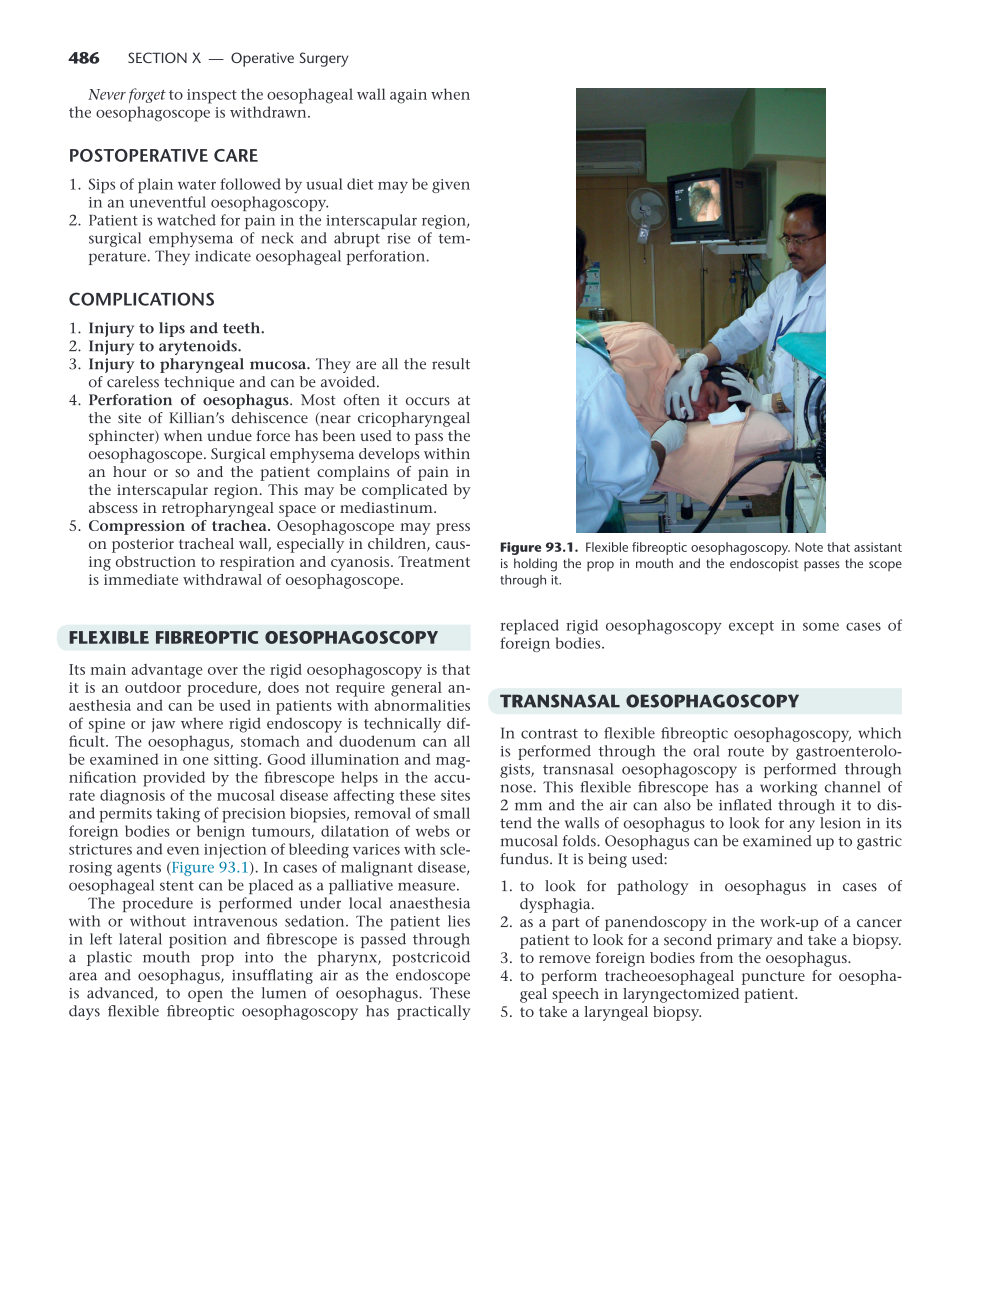 486 SECTION X — Operative Surgery
Never forget to inspect the oesophageal wall again when
the oesophagoscope is withdrawn.
POSTOPERATIVE CARE
1. Sips of plain water followed by usual diet may be given
in an uneventful oesophagoscopy.
2. Patient is watched for pain in the interscapular region,
surgical emphysema of neck and abrupt rise of tem-
perature. They indicate oesophageal perforation.
COMPLICATIONS
1. Injury to lips and teeth.
2. Injury to arytenoids.
3. Injury to pharyngeal mucosa. They are all the result
of careless technique and can be avoided.
4. Perforation of oesophagus. Most often it occurs at
the site of Killian’s dehiscence (near cricopharyngeal
sphincter) when undue force has been used to pass the
oesophagoscope. Surgical emphysema develops within
an hour or so and the patient complains of pain in
the interscapular region. This may be complicated by
abscess in retropharyngeal space or mediastinum.
5. Compression of trachea. Oesophagoscope may press
on posterior tracheal wall, especially in children, caus-
ing obstruction to respiration and cyanosis. Treatment
is immediate withdrawal of oesophagoscope.
FLEXIBLE FIBREOPTIC OESOPHAGOSCOPY
Its main advantage over the rigid oesophagoscopy is that
it is an outdoor procedure, does not require general an-
aesthesia and can be used in patients with abnormalities
of spine or jaw where rigid endoscopy is technically dif-
ficult. The oesophagus, stomach and duodenum can all
be examined in one sitting. Good illumination and mag-
nification provided by the fibrescope helps in the accu-
rate diagnosis of the mucosal disease affecting these sites
and permits taking of precision biopsies, removal of small
foreign bodies or benign tumours, dilatation of webs or
strictures and even injection of bleeding varices with scle-
rosing agents (Figure 93.1). In cases of malignant disease,
oesophageal stent can be placed as a palliative measure.
The procedure is performed under local anaesthesia
with or without intravenous sedation. The patient lies
in left lateral position and fibrescope is passed through
a plastic mouth prop into the pharynx, postcricoid
area and oesophagus, insufflating air as the endoscope
is advanced, to open the lumen of oesophagus. These
days flexible fibreoptic oesophagoscopy has practically
Figure 93.1. Flexible fibreoptic oesophagoscopy. Note that assistant
is holding the prop in mouth and the endoscopist passes the scope
through it.
replaced rigid oesophagoscopy except in some cases of
foreign bodies.
TRANSNASAL OESOPHAGOSCOPY
In contrast to flexible fibreoptic oesophagoscopy, which
is performed through the oral route by gastroenterolo-
gists, transnasal oesophagoscopy is performed through
nose. This flexible fibrescope has a working channel of
2 mm and the air can also be inflated through it to dis-
tend the walls of oesophagus to look for any lesion in its
mucosal folds. Oesophagus can be examined up to gastric
fundus. It is being used:
1. to look for pathology in oesophagus in cases of
dysphagia.
2. as a part of panendoscopy in the work-up of a cancer
patient to look for a second primary and take a biopsy.
3. to remove foreign bodies from the oesophagus.
4. to perform tracheoesophageal puncture for oesopha-
geal speech in laryngectomized patient.
5. to take a laryngeal biopsy.